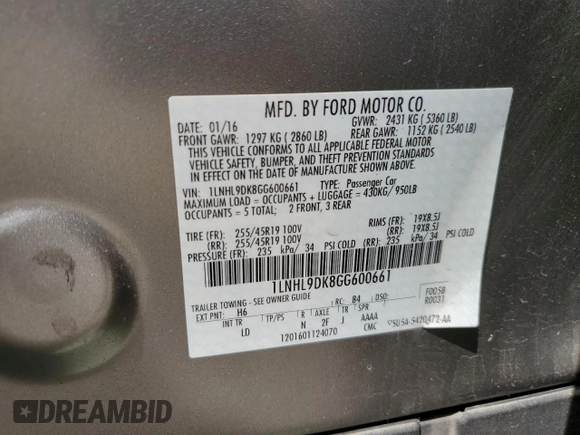 MFD. BY FORD MOTOR CO.
DATE: 01/16 GVWR: 2431 KG ( 5360 LB)
FRONT GAWR: 1297 KG ( 2860 LB) REAR GAWR: 1152 KG ( 2540 LB)
THIS VEHICLE CONFORMS TO ALL APPLICABLE FEDERAL MOTOR
VEHICLE SAFETY, BUMPER, AND THEFT PREVENTION STANDARDS
IN EFFECT ON THE DATE OF MANUFACTURE SHOWN ABOVE.
VIN: 1LNHL9DK8GG600661 TYPE: Passenger Car
MAXIMUM LOAD = OCCUPANTS + LUGGAGE = 430KG/ 950LB
OCCUPANTS = 5 TOTAL; 2 FRONT, 3 REAR
TIRE (FR): 255/45R19 100V RIMS (FR): 19X8.5J
(RR): 255/45R19 100V (RR): 19X8.5J
PRESSURE (FR): 235 kPa/ 34 PSI COLD (RR): 235 kPa/ 34 PSI COLD
1LNHL9DK8GG600661
TRAILER TOWING - SEE OWNER GUIDE
EXT PNT: H6 RC: 84 DSO: F0058
R0031
INT TR TP/PS R AXLE TR SPR
LD N 2F J AAAA
1201601124070 CMC 5U5A-5420472-AA
DREAMBID